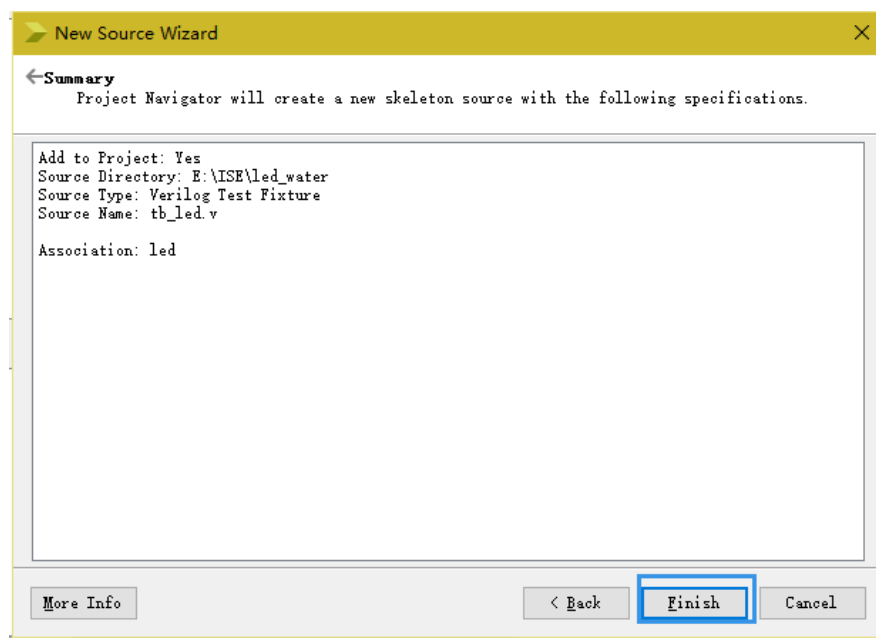 New Source Wizard
Summary
Project Navigator will create a new skeleton source with the following specifications.
Add to Project: Yes
Source Directory: E:\ISE\led_water
Source Type: Verilog Test Fixture
Source Name: tb_led.v
Association: led
More Info
< Back
Finish
Cancel